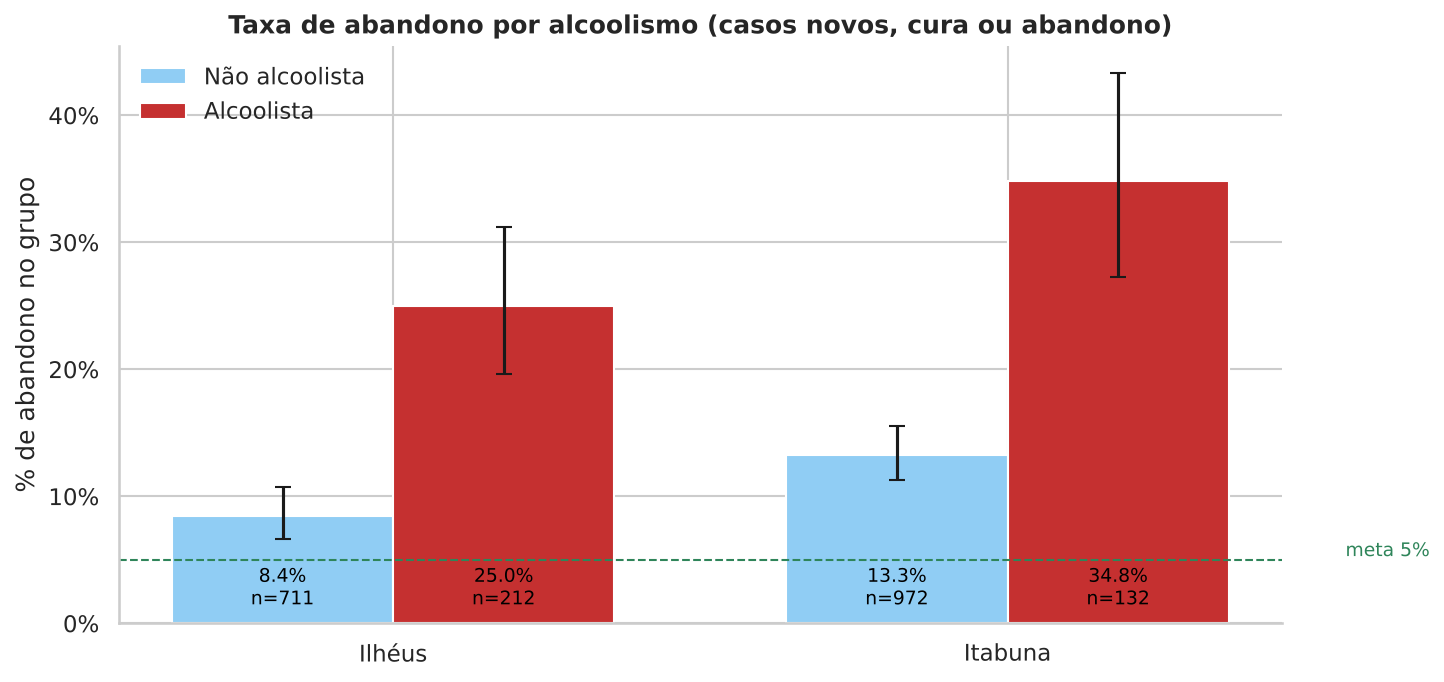 Taxa de abandono por alcoolismo (casos novos, cura ou abandono)
Não alcoolista
Alcoolista
% de abandono no grupo
40%
30%
20%
10%
0%
meta 5%
8.4%
n=711
25.0%
n=212
13.3%
n=972
34.8%
n=132
Ilhéus
Itabuna